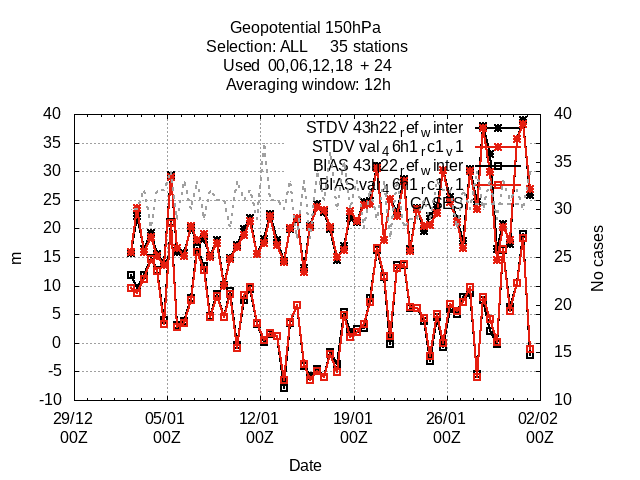 Geopotential 150hPa
Selection: ALL 35 stations
Used 00,06,12,18 + 24
Averaging window: 12h
40 35 30 25 20 15 10 5 0 -5 -10
m
STDV 43h22_ref_winter
STDV val_46h1_rc1_v1
BIAS 43h22_ref_winter
BIAS val_46h1_rc1_v1
CASES
40 35 30 25 20 15 10
No cases
29/12 05/01 12/01 19/01 26/01 02/02
00Z 00Z 00Z 00Z 00Z 00Z
Date